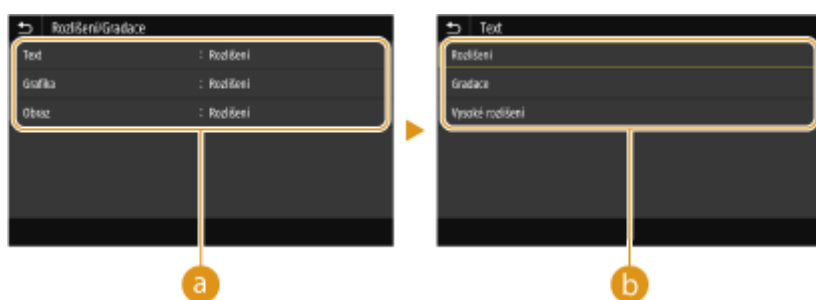 Rozlišení/Gradace
Text : Rozlišení
Grafika : Rozlišení
Obraz : Rozlišení
a
Text
Rozlišení
Gradace
Vysoké rozlišení
b